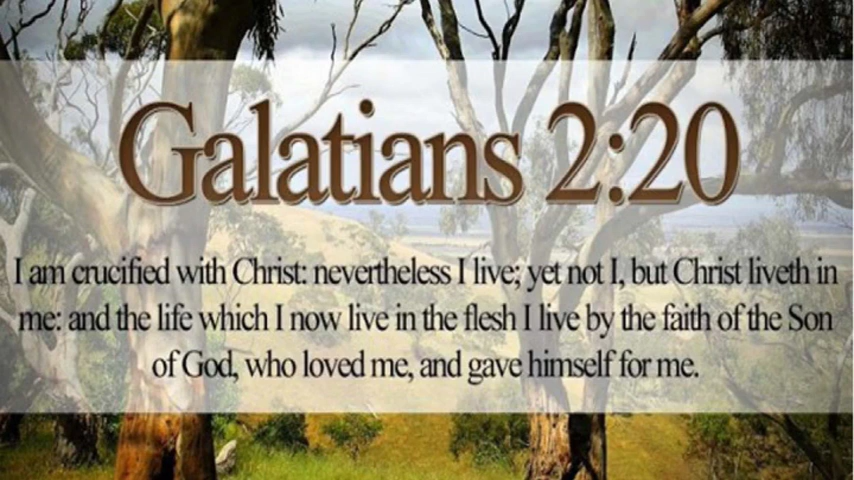 Galatians 2:20
I am crucified with Christ: nevertheless I live; yet not I, but Christ liveth in
me: and the life which I now live in the flesh I live by the faith of the Son
of God, who loved me, and gave himself for me.